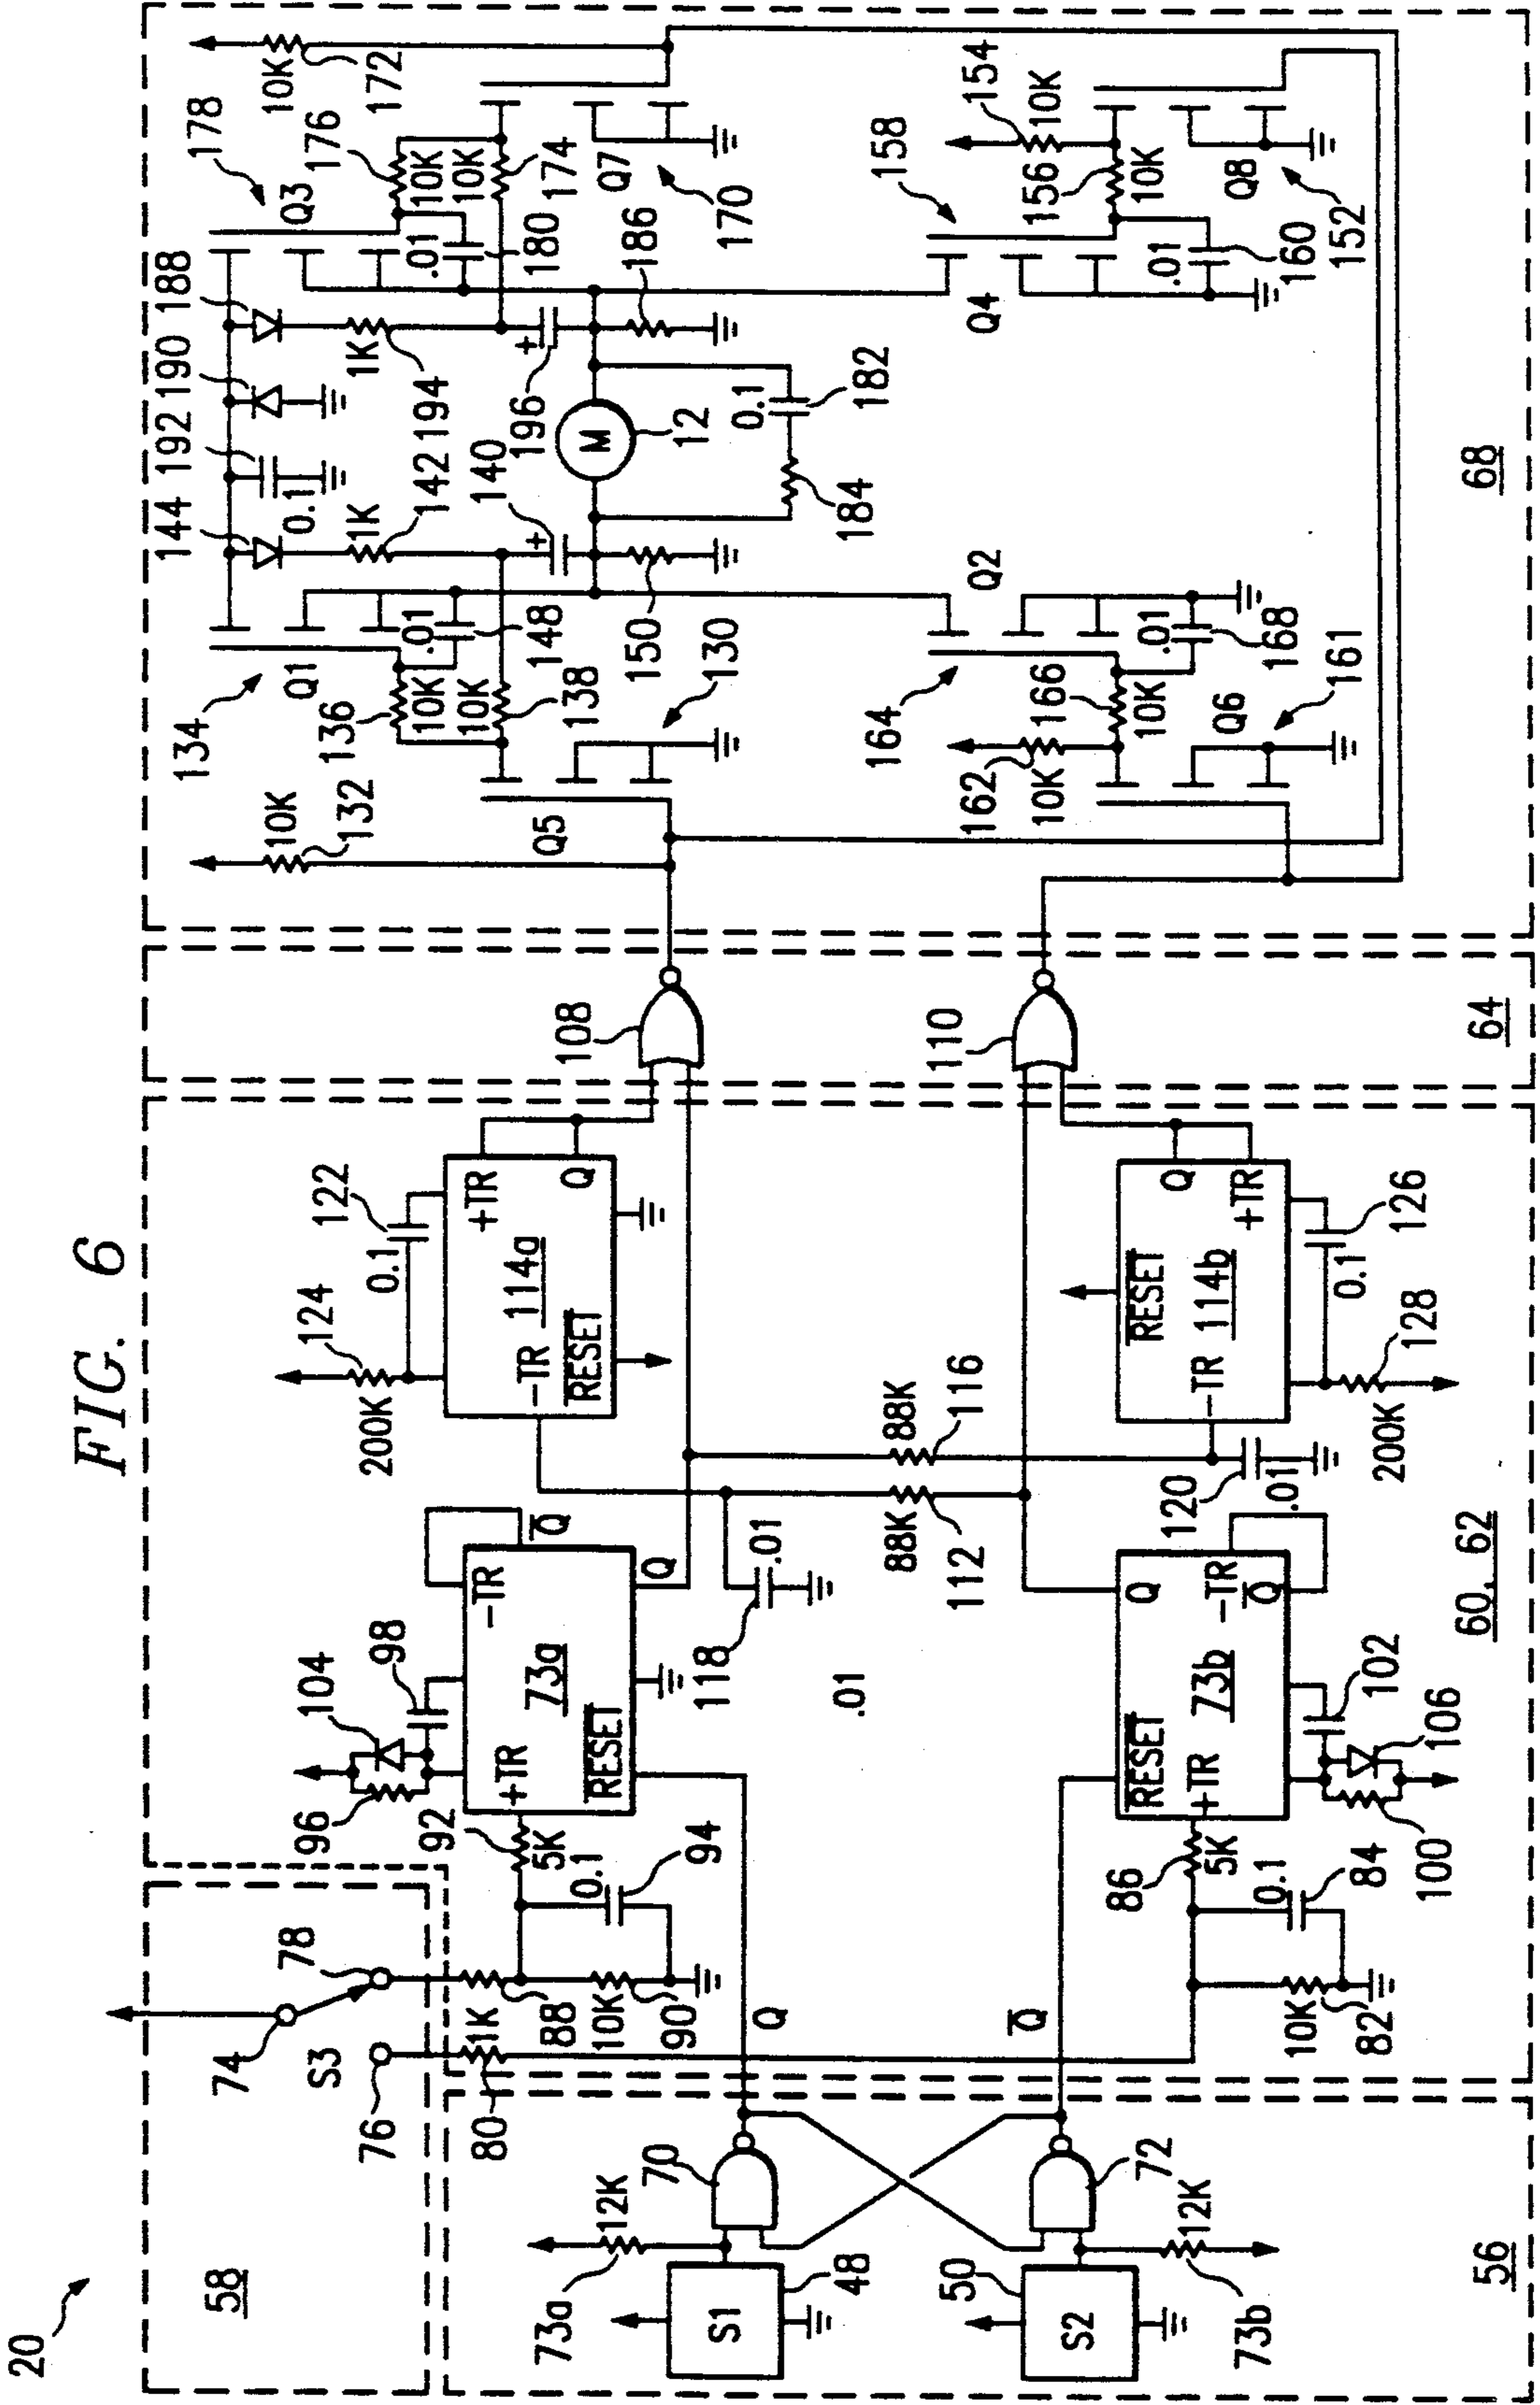 FIG. 6
20
58
74
S3
76
78
80
1K
88
10K
90
S1
48
73a
12K
70
Q
S2
50
73b
12K
72
Q̅
56
92
5K
0.1
94
96
104
98
+TR
-TR
73a
R̅E̅S̅E̅T̅
Q
Q̅
118
.01
.01
86
5K
0.1
84
10K
82
100
106
102
R̅E̅S̅E̅T̅
+TR
73b
Q
-TR
Q̅
88K
112
88K
116
120
.01
60, 62
124
200K
0.1
122
+TR
114a
Q
-TR
R̅E̅S̅E̅T̅
R̅E̅S̅E̅T̅
114b
Q
+TR
-TR
0.1
126
128
200K
108
110
64
10K
132
134
Q1
136
10K
10K
138
.01
148
Q5
130
150
144
192
190
188
0.1
1K
142
1K
194
140
+
196
+
M
12
0.1
182
184
186
178
Q3
176
10K
10K
174
.01
180
10K
172
Q7
170
162
10K
164
166
10K
Q2
.01
168
Q6
161
158
Q4
154
10K
156
10K
.01
160
Q8
152
68